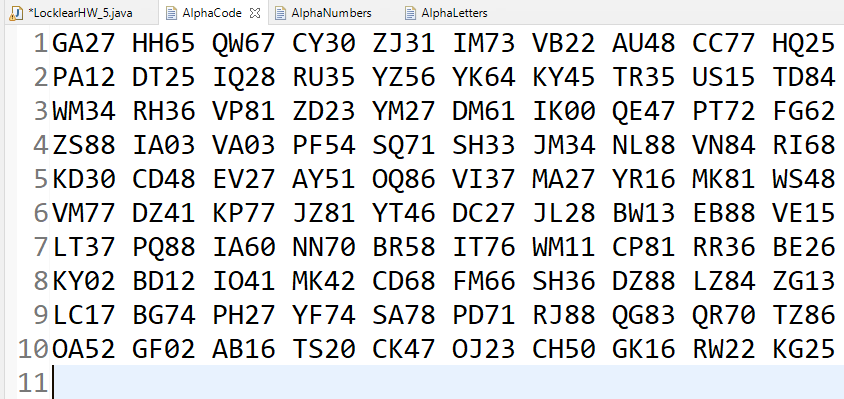 *LocklearHW_5.java AlphaCode AlphaNumbers AlphaLetters
1 GA27 HH65 QW67 CY30 ZJ31 IM73 VB22 AU48 CC77 HQ25
2 PA12 DT25 IQ28 RU35 YZ56 YK64 KY45 TR35 US15 TD84
3 WM34 RH36 VP81 ZD23 YM27 DM61 IK00 QE47 PT72 FG62
4 ZS88 IA03 VA03 PF54 SQ71 SH33 JM34 NL88 VN84 RI68
5 KD30 CD48 EV27 AY51 OQ86 VI37 MA27 YR16 MK81 WS48
6 VM77 DZ41 KP77 JZ81 YT46 DC27 JL28 BW13 EB88 VE15
7 LT37 PQ88 IA60 NN70 BR58 IT76 WM11 CP81 RR36 BE26
8 KY02 BD12 IO41 MK42 CD68 FM66 SH36 DZ88 LZ84 ZG13
9 LC17 BG74 PH27 YF74 SA78 PD71 RJ88 QG83 QR70 TZ86
10 OA52 GF02 AB16 TS20 CK47 OJ23 CH50 GK16 RW22 KG25
11